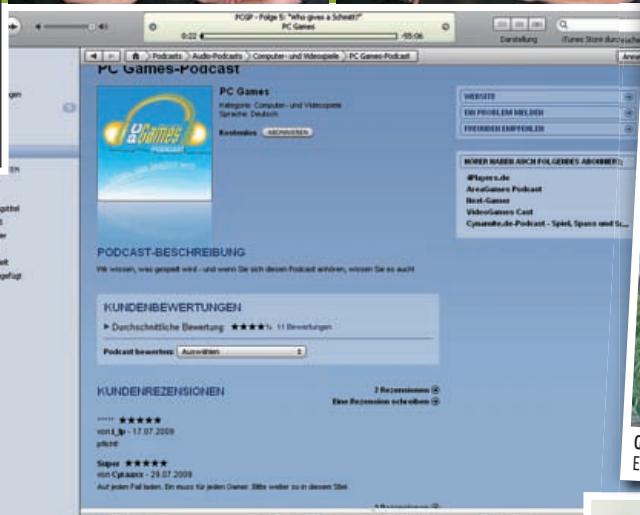 PCGP - Folge 5: "Who gives a Schnitt?"
PC Games
0:22
-55:06
Darstellung
iTunes Store durchsuchen
Podcasts
Audio-Podcasts
Computer- und Videospiele
PC Games-Podcast
Anme
PC Games-Podcast
PC Games
Kategorie: Computer- und Videospiele
Sprache: Deutsch
Kostenlos ABONNIEREN
Games
PODCAST
WEBSITE
EIN PROBLEM MELDEN
FREUNDEN EMPFEHLEN
HÖRER HABEN AUCH FOLGENDES ABONNIERT:
4Players.de
AreaGames Podcast
Next-Gamer
VideoGames Cast
Cynamite.de-Podcast - Spiel, Spass und Sc...
PODCAST-BESCHREIBUNG
Wir wissen, was gespielt wird - und wenn Sie sich diesen Podcast anhören, wissen Sie es auch!
KUNDENBEWERTUNGEN
Durchschnittliche Bewertung: ★★★★½ 11 Bewertungen
Podcast bewerten: Auswählen
KUNDENREZENSIONEN
2 Rezensionen
Eine Rezension schreiben
***** ★★★★★
- 17.07.2009
pflicht!
Super ★★★★★
- 29.07.2009
Auf jeden Fall laden. Ein muss für jeden Gamer. Bitte weiter so in diesem Stiel.